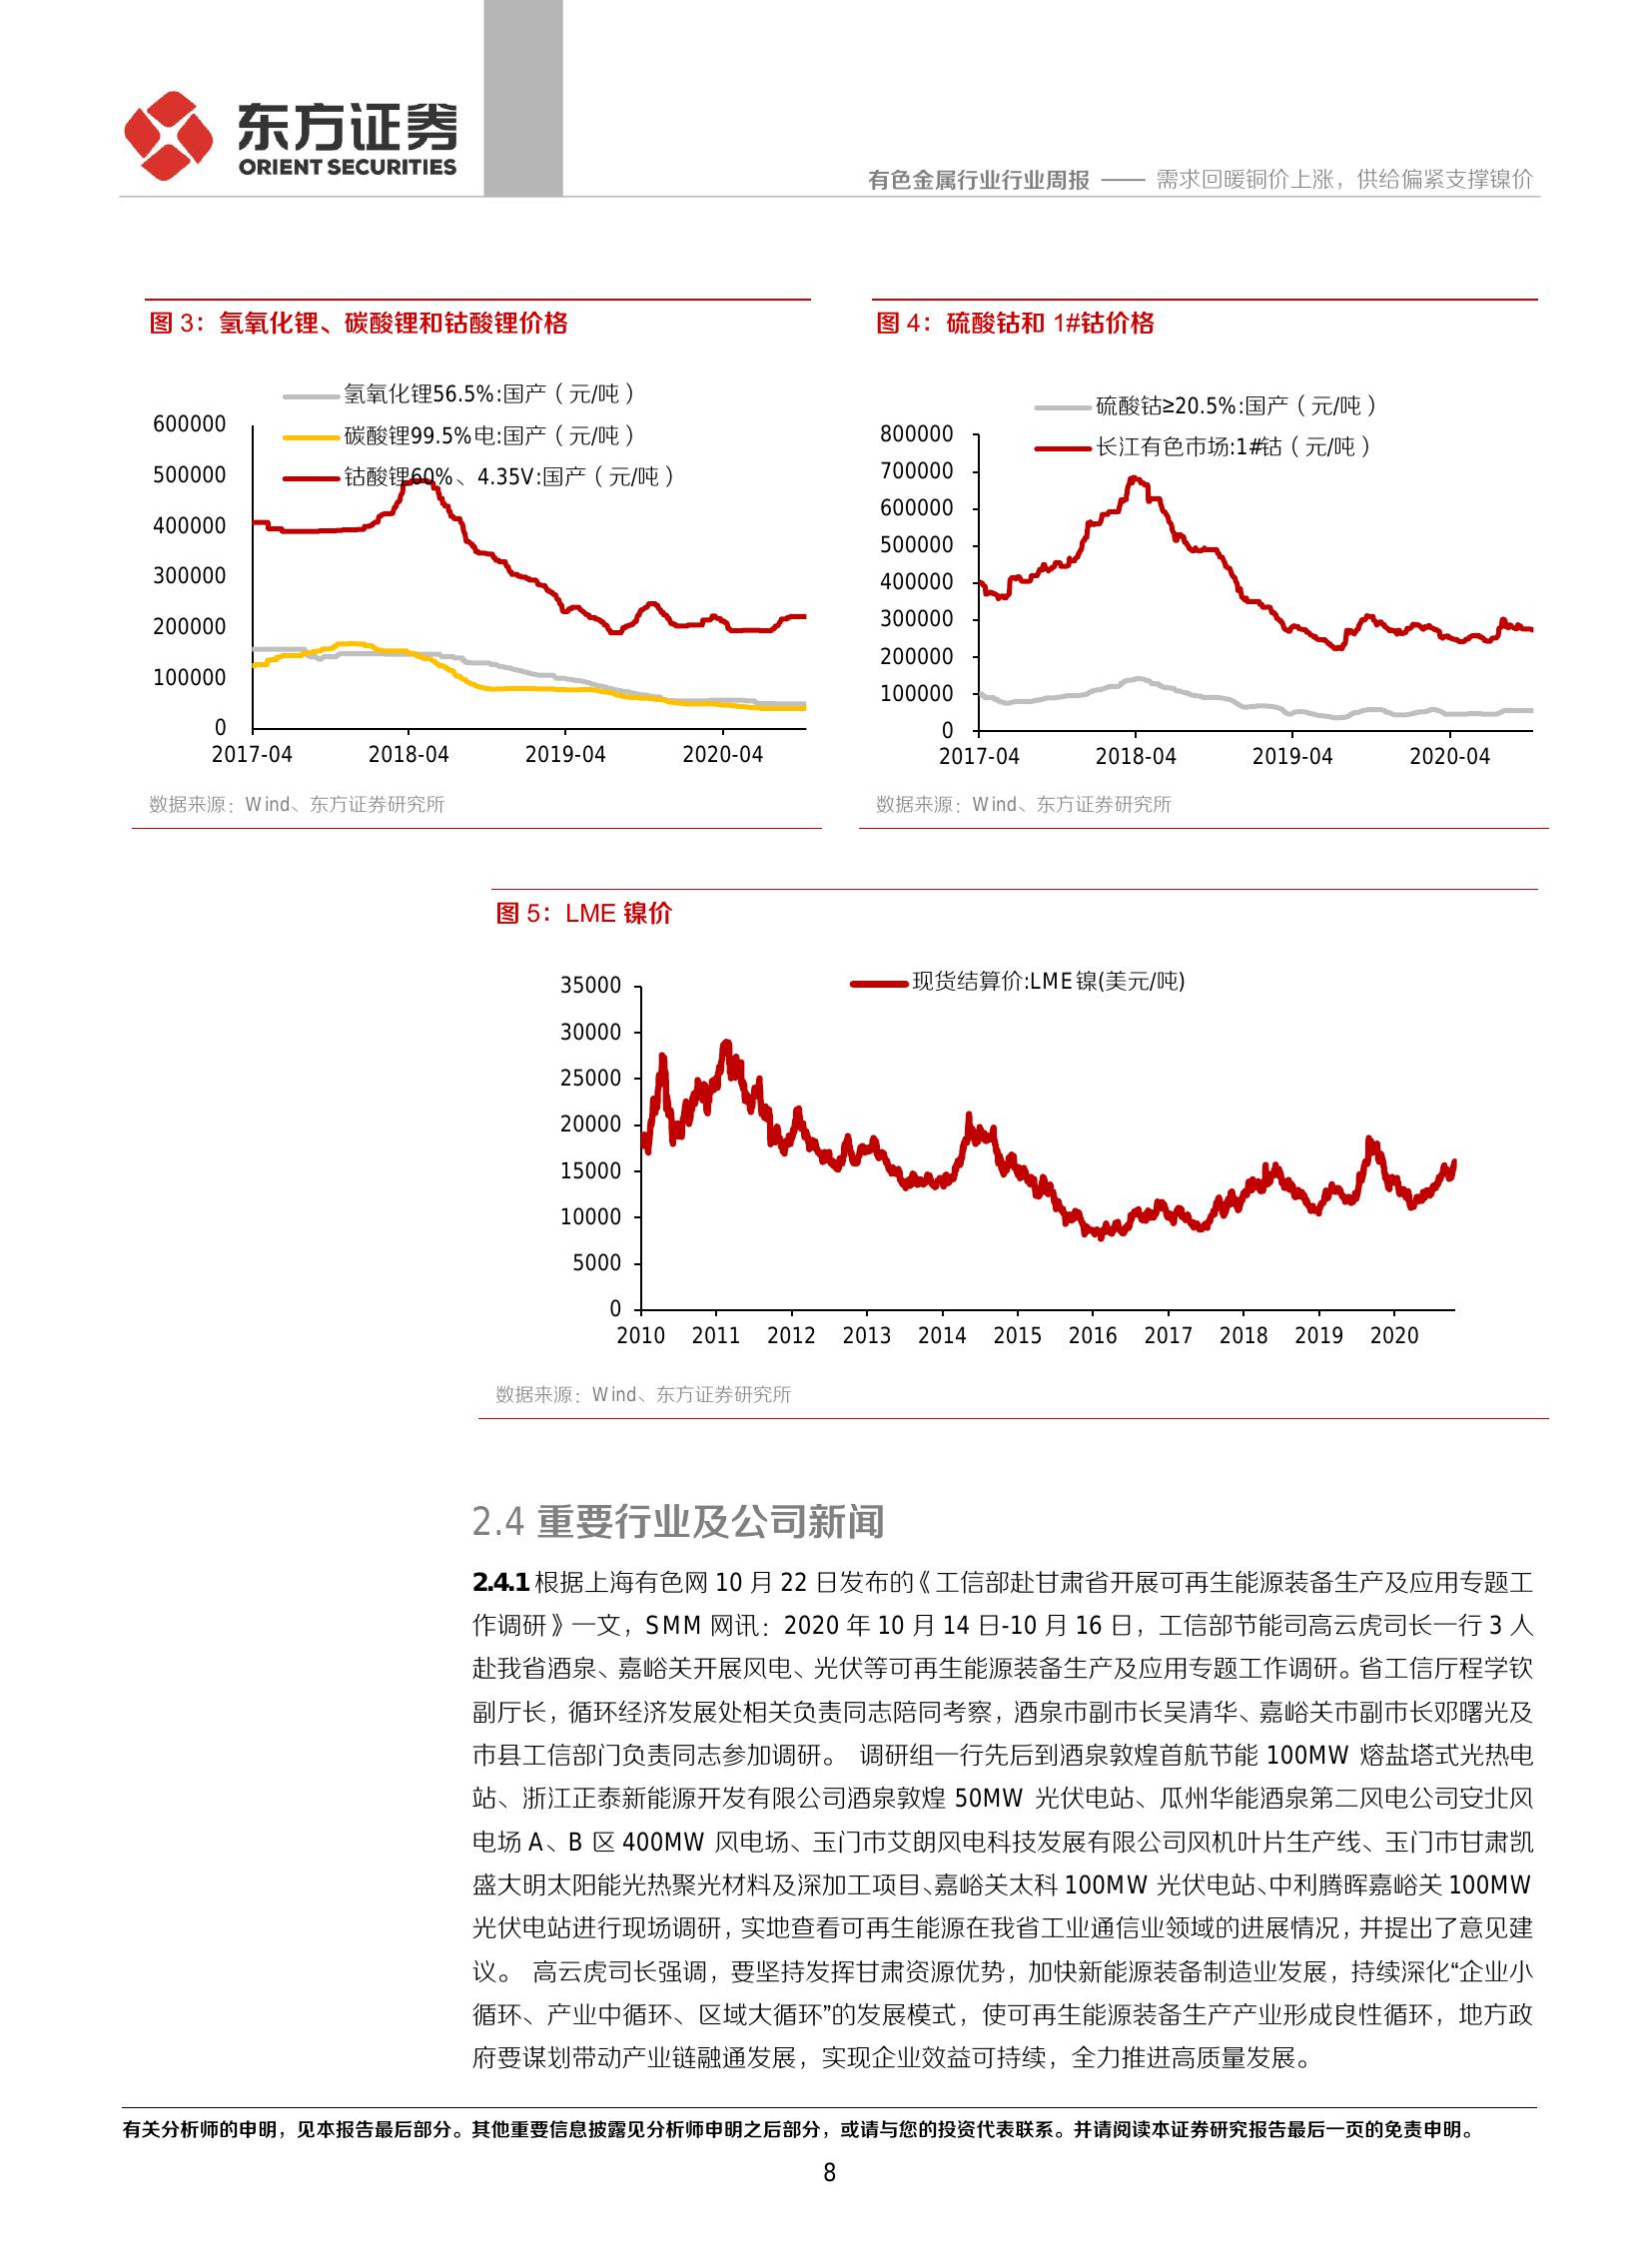 东方证券
ORIENT SECURITIES
有色金属行业行业周报 —— 需求回暖铜价上涨，供给偏紧支撑镍价
图 3：氢氧化锂、碳酸锂和钴酸锂价格
氢氧化锂56.5%:国产（元/吨）
碳酸锂99.5%电:国产（元/吨）
钴酸锂60%、4.35V:国产（元/吨）
600000
500000
400000
300000
200000
100000
0
2017-04 2018-04 2019-04 2020-04
数据来源：Wind、东方证券研究所
图 4：硫酸钴和 1#钴价格
硫酸钴≥20.5%:国产（元/吨）
长江有色市场:1#钴（元/吨）
800000
700000
600000
500000
400000
300000
200000
100000
0
2017-04 2018-04 2019-04 2020-04
数据来源：Wind、东方证券研究所
图 5：LME 镍价
现货结算价:LME镍(美元/吨)
35000
30000
25000
20000
15000
10000
5000
0
2010 2011 2012 2013 2014 2015 2016 2017 2018 2019 2020
数据来源：Wind、东方证券研究所
2.4 重要行业及公司新闻
2.4.1 根据上海有色网 10 月 22 日发布的《工信部赴甘肃省开展可再生能源装备生产及应用专题工
作调研》一文，SMM 网讯：2020 年 10 月 14 日-10 月 16 日，工信部节能司高云虎司长一行 3 人
赴我省酒泉、嘉峪关开展风电、光伏等可再生能源装备生产及应用专题工作调研。省工信厅程学钦
副厅长，循环经济发展处相关负责同志陪同考察，酒泉市副市长吴清华、嘉峪关市副市长邓曙光及
市县工信部门负责同志参加调研。 调研组一行先后到酒泉敦煌首航节能 100MW 熔盐塔式光热电
站、浙江正泰新能源开发有限公司酒泉敦煌 50MW 光伏电站、瓜州华能酒泉第二风电公司安北风
电场 A、B 区 400MW 风电场、玉门市艾朗风电科技发展有限公司风机叶片生产线、玉门市甘肃凯
盛大明太阳能光热聚光材料及深加工项目、嘉峪关太科 100MW 光伏电站、中利腾晖嘉峪关 100MW
光伏电站进行现场调研，实地查看可再生能源在我省工业通信业领域的进展情况，并提出了意见建
议。 高云虎司长强调，要坚持发挥甘肃资源优势，加快新能源装备制造业发展，持续深化“企业小
循环、产业中循环、区域大循环”的发展模式，使可再生能源装备生产产业形成良性循环，地方政
府要谋划带动产业链融通发展，实现企业效益可持续，全力推进高质量发展。
有关分析师的申明，见本报告最后部分。其他重要信息披露见分析师申明之后部分，或请与您的投资代表联系。并请阅读本证券研究报告最后一页的免责申明。
8